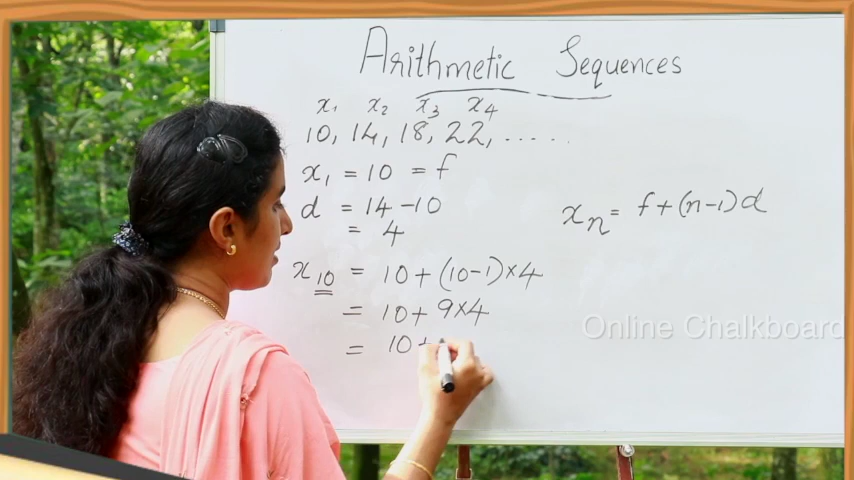 Arithmetic Sequences
x₁ x₂ x₃ x₄
10, 14, 18, 22, ......
x₁ = 10 = f
d = 14 - 10
= 4
xₙ = f + (n-1)d
x₁₀ = 10 + (10-1)×4
= 10 + 9×4
= 10 +
Online Chalkboard